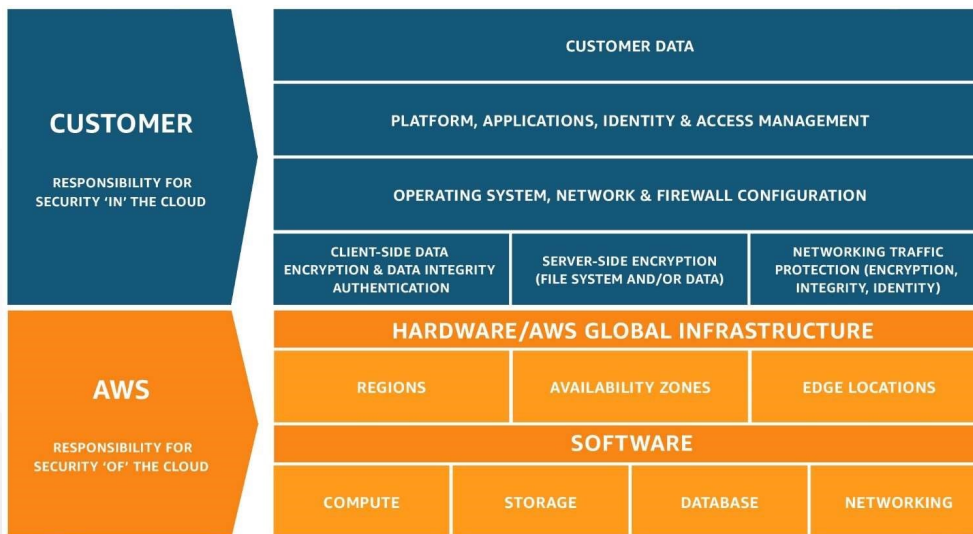 CUSTOMER
RESPONSIBILITY FOR
SECURITY ‘IN’ THE CLOUD
CUSTOMER DATA
PLATFORM, APPLICATIONS, IDENTITY & ACCESS MANAGEMENT
OPERATING SYSTEM, NETWORK & FIREWALL CONFIGURATION
CLIENT-SIDE DATA
ENCRYPTION & DATA INTEGRITY
AUTHENTICATION
SERVER-SIDE ENCRYPTION
(FILE SYSTEM AND/OR DATA)
NETWORKING TRAFFIC
PROTECTION (ENCRYPTION,
INTEGRITY, IDENTITY)
AWS
RESPONSIBILITY FOR
SECURITY ‘OF’ THE CLOUD
HARDWARE/AWS GLOBAL INFRASTRUCTURE
REGIONS
AVAILABILITY ZONES
EDGE LOCATIONS
SOFTWARE
COMPUTE
STORAGE
DATABASE
NETWORKING